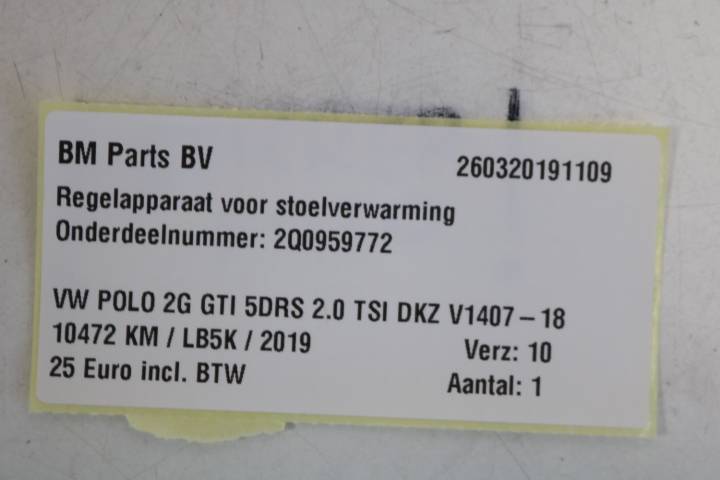 BM Parts BV 260320191109
Regelapparaat voor stoelverwarming
Onderdeelnummer: 2Q0959772
VW POLO 2G GTI 5DRS 2.0 TSI DKZ V1407-18
10472 KM / LB5K / 2019 Verz: 10
25 Euro incl. BTW Aantal: 1